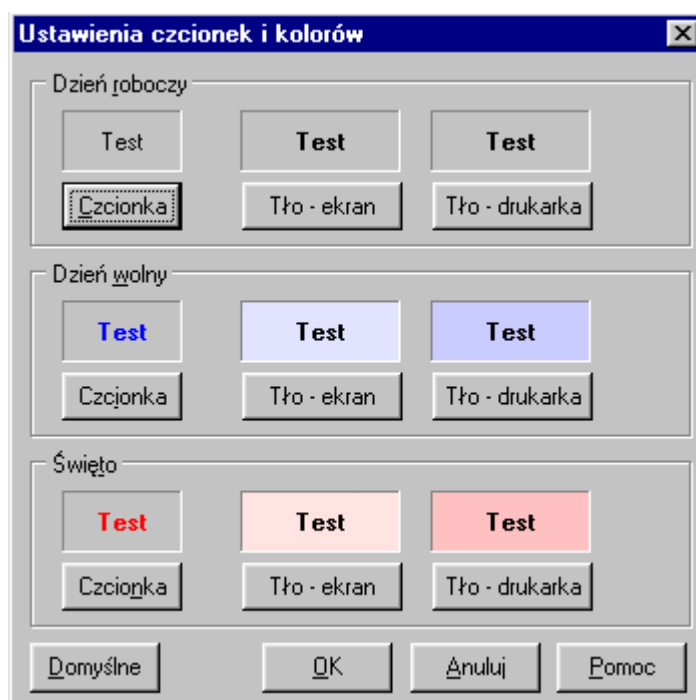 Ustawienia czcionek i kolorów
Dzień roboczy
Test Test Test
Czcionka Tło - ekran Tło - drukarka
Dzień wolny
Test Test Test
Czcionka Tło - ekran Tło - drukarka
Święto
Test Test Test
Czcionka Tło - ekran Tło - drukarka
Domyślne OK Anuluj Pomoc